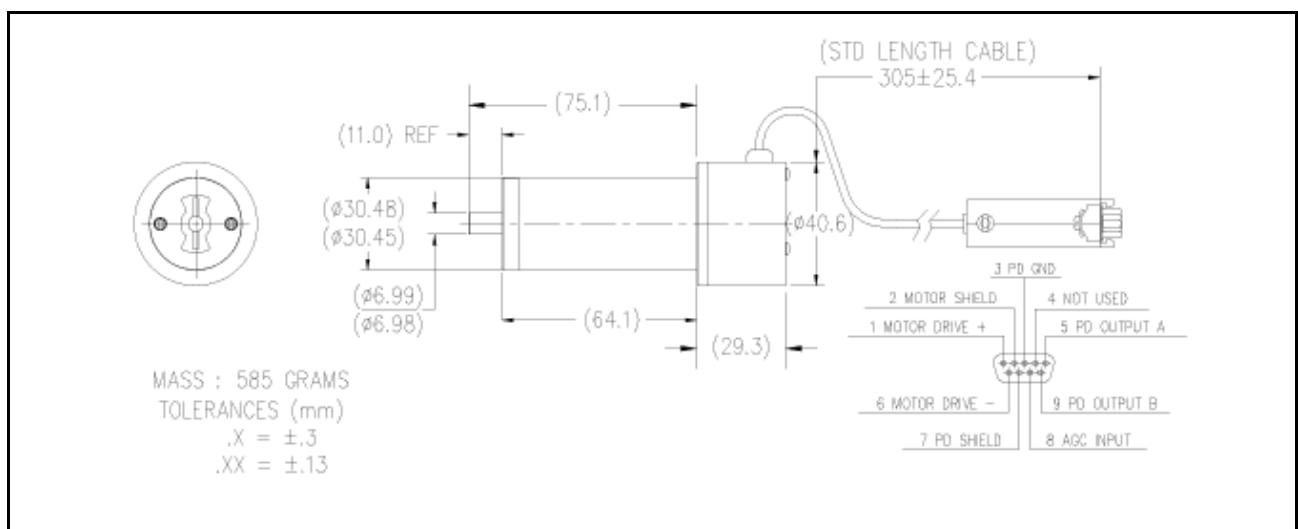 (STD LENGTH CABLE)
305±25.4
(75.1)
(11.0) REF
(ø30.48)
(ø30.45)
(ø40.6)
(ø6.99)
(ø6.98)
(64.1)
(29.3)
3 PD GND
2 MOTOR SHIELD
4 NOT USED
1 MOTOR DRIVE +
5 PD OUTPUT A
6 MOTOR DRIVE -
9 PD OUTPUT B
7 PD SHIELD
8 AGC INPUT
MASS : 585 GRAMS
TOLERANCES (mm)
.X = ±.3
.XX = ±.13